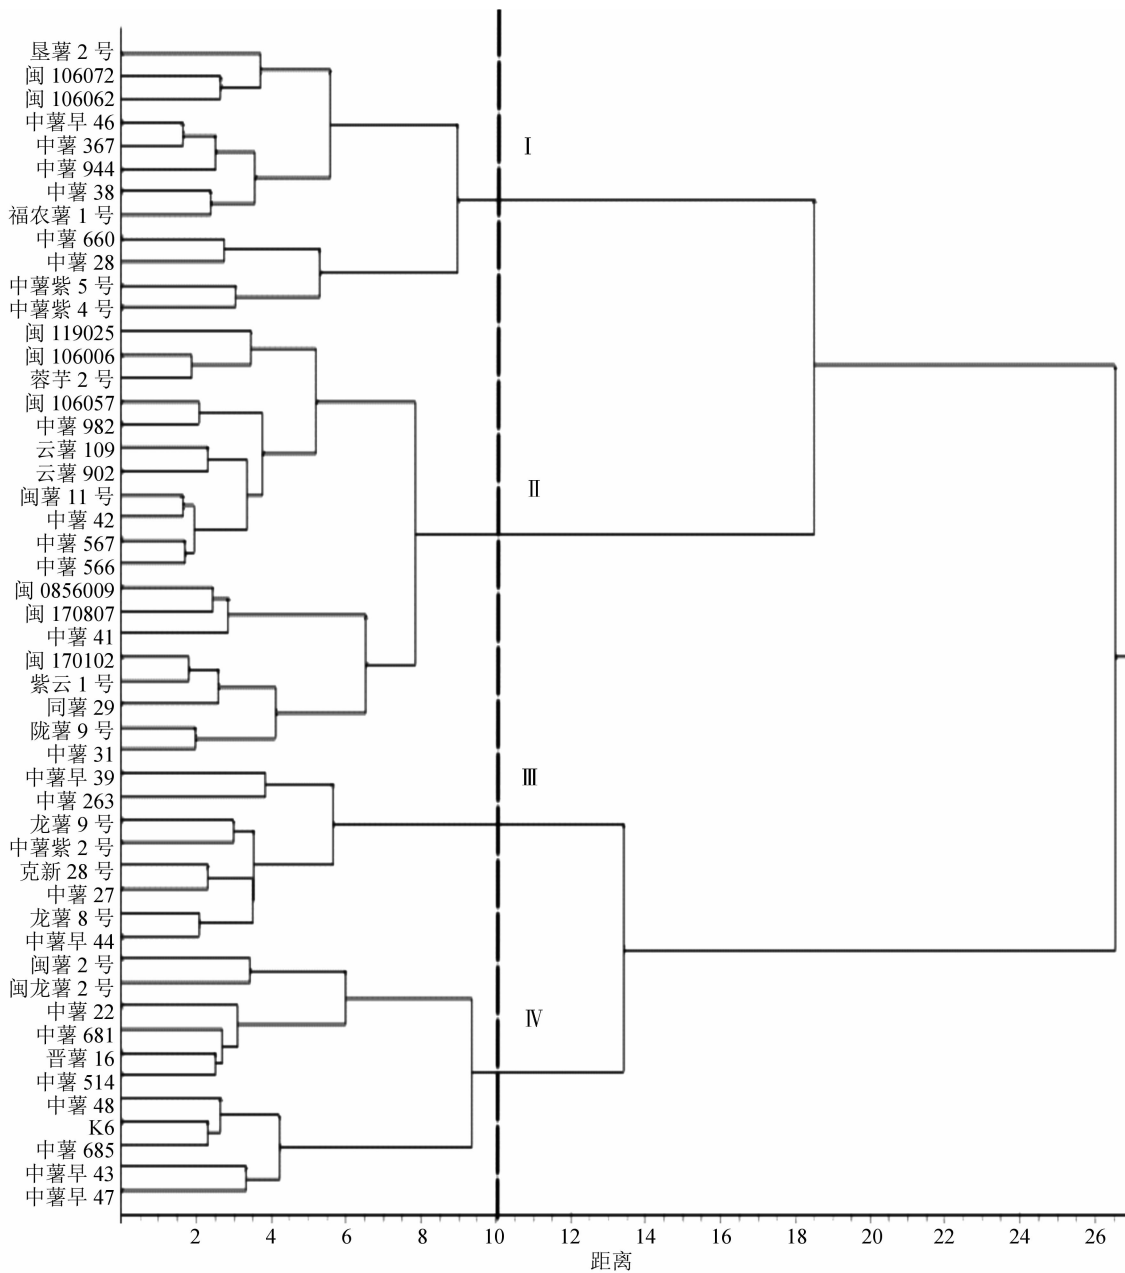 垦薯 2 号
闽 106072
闽 106062
中薯早 46
中薯 367
中薯 944
中薯 38
福农薯 1 号
中薯 660
中薯 28
中薯紫 5 号
中薯紫 4 号
闽 119025
闽 106006
蓉芋 2 号
闽 106057
中薯 982
云薯 109
云薯 902
闽薯 11 号
中薯 42
中薯 567
中薯 566
闽 0856009
闽 170807
中薯 41
闽 170102
紫云 1 号
同薯 29
陇薯 9 号
中薯 31
中薯早 39
中薯 263
龙薯 9 号
中薯紫 2 号
克新 28 号
中薯 27
龙薯 8 号
中薯早 44
闽薯 2 号
闽龙薯 2 号
中薯 22
中薯 681
晋薯 16
中薯 514
中薯 48
K6
中薯 685
中薯早 43
中薯早 47
Ⅰ
Ⅱ
Ⅲ
Ⅳ
2 4 6 8 10 12 14 16 18 20 22 24 26
距离